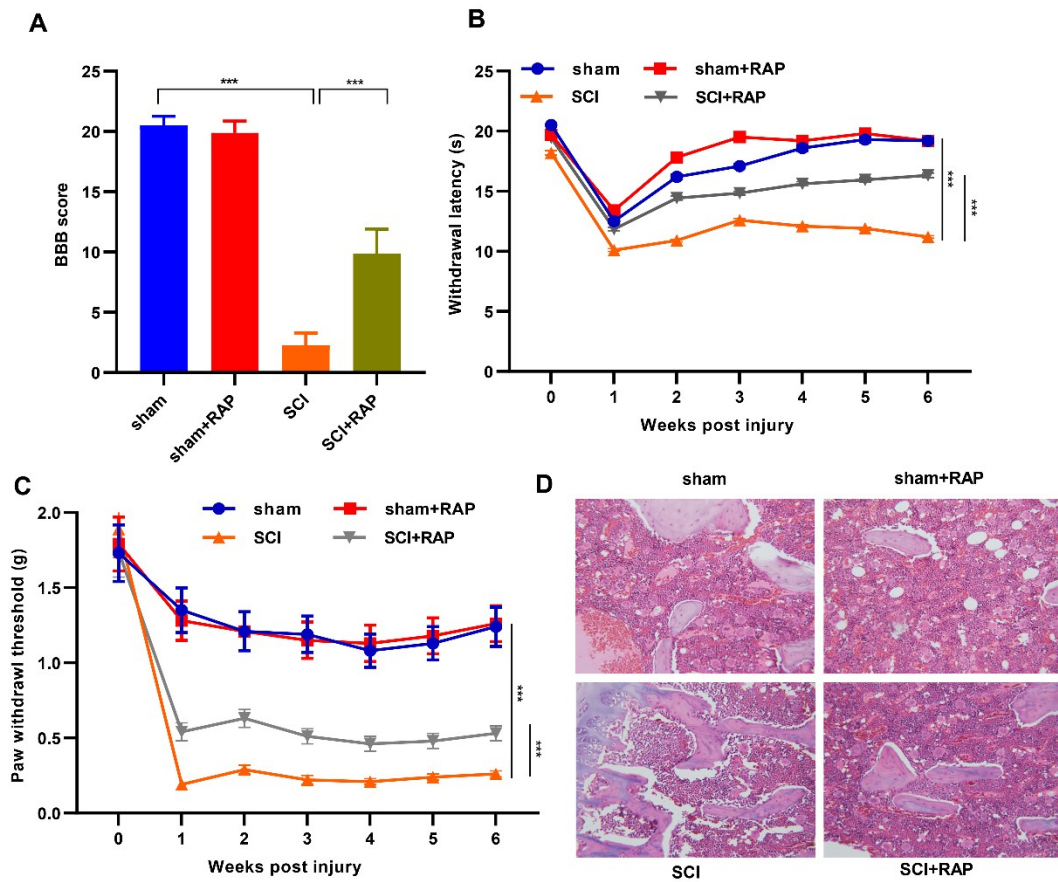 A
BBB score
25
20
15
10
5
0
***
***
sham
sham+RAP
SCI
SCI+RAP
B
sham
sham+RAP
SCI
SCI+RAP
Withdrawal latency (s)
25
20
15
10
5
0
0 1 2 3 4 5 6
Weeks post injury
***
***
C
sham
sham+RAP
SCI
SCI+RAP
Paw withdrawl threshold (g)
2.0
1.5
1.0
0.5
0.0
0 1 2 3 4 5 6
Weeks post injury
***
***
D
sham
sham+RAP
SCI
SCI+RAP